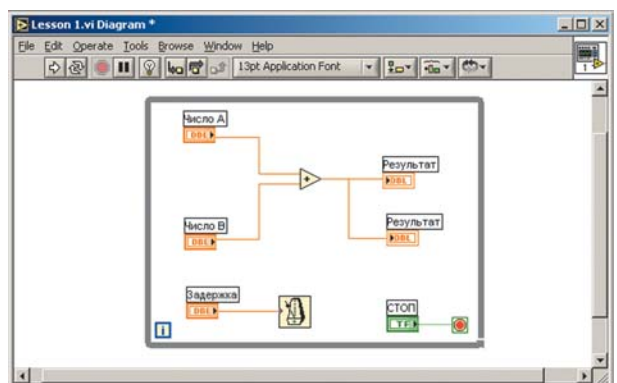 Lesson 1.vi Diagram *
File Edit Operate Tools Browse Window Help
13pt Application Font
1
Число A
DBL
Результат
DBL
Число B
DBL
Результат
DBL
Задержка
DBL
СТОП
TF
i